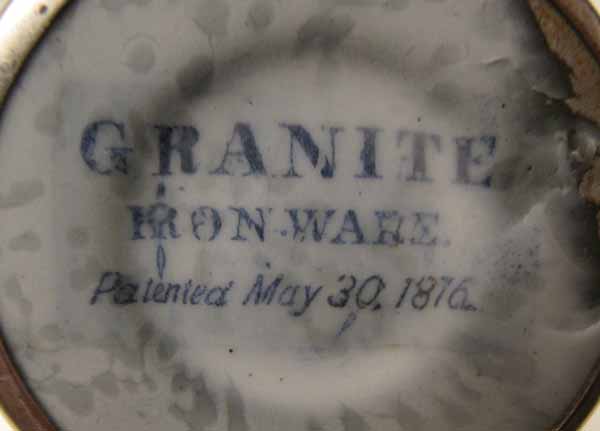 GRANITE
IRON-WARE.
Patented May 30, 1876.